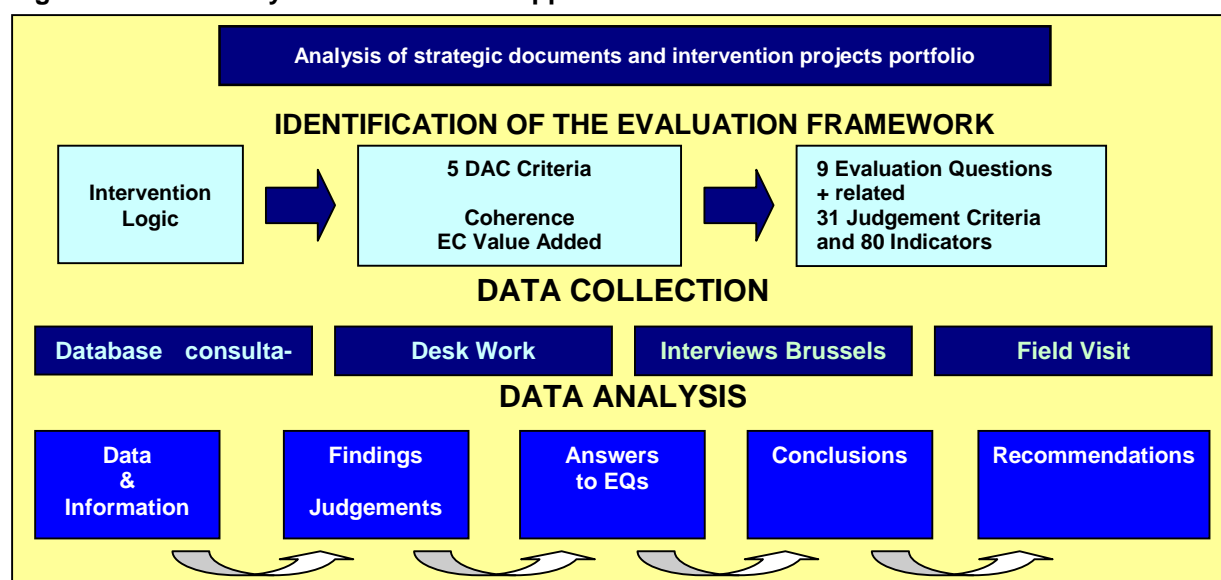 Analysis of strategic documents and intervention projects portfolio
IDENTIFICATION OF THE EVALUATION FRAMEWORK
Intervention
Logic
5 DAC Criteria
Coherence
EC Value Added
9 Evaluation Questions
+ related
31 Judgement Criteria
and 80 Indicators
DATA COLLECTION
Database consulta-
Desk Work
Interviews Brussels
Field Visit
DATA ANALYSIS
Data
&
Information
Findings
Judgements
Answers
to EQs
Conclusions
Recommendations